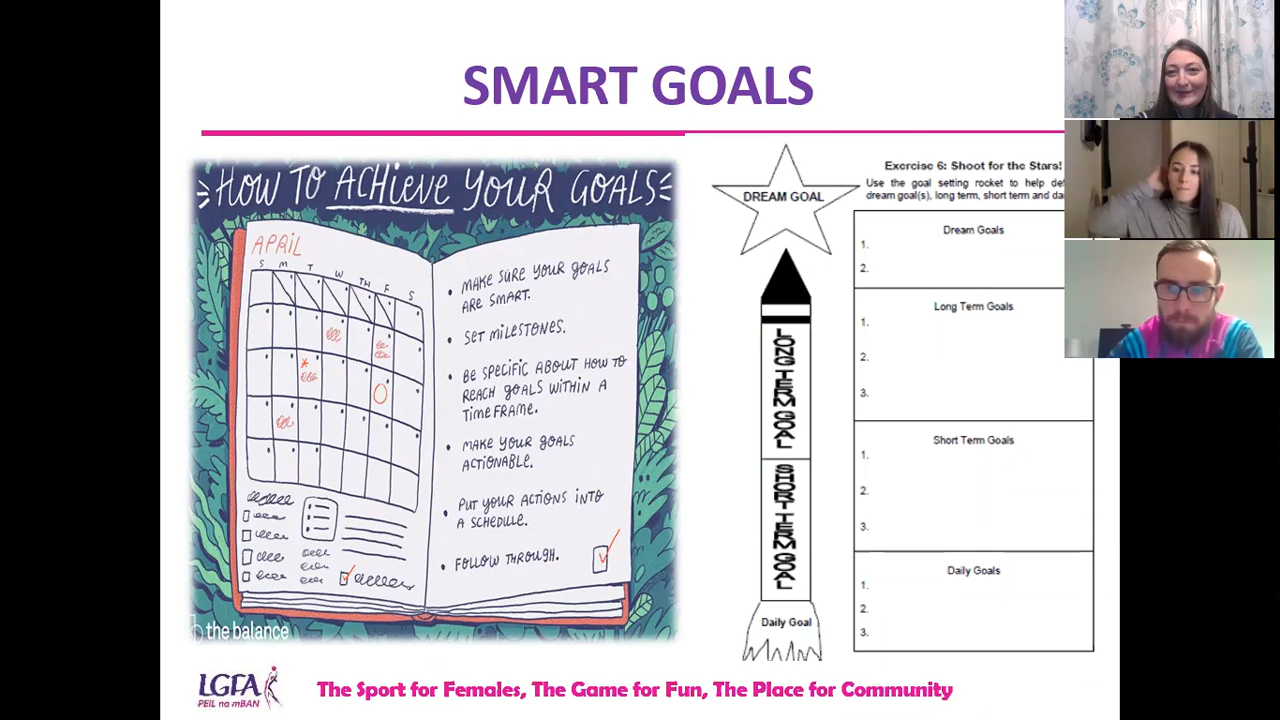 SMART GOALS
HOW TO ACHIEVE YOUR GOALS
APRIL
S M T W TH F S
• MAKE SURE YOUR GOALS
ARE SMART.
• SET MILESTONES.
• BE SPECIFIC ABOUT HOW TO
REACH GOALS WITHIN A
TIME FRAME.
• MAKE YOUR GOALS
ACTIONABLE.
• PUT YOUR ACTIONS INTO
A SCHEDULE.
• FOLLOW THROUGH.
the balance
DREAM GOAL
LONG TERM GOAL
SHORT TERM GOAL
Daily Goal
Exercise 6: Shoot for the Stars!
Use the goal setting rocket to help
dream goal(s), long term, short term and
Dream Goals
1.
2.
Long Term Goals
1.
2.
3.
Short Term Goals
1.
2.
3.
Daily Goals
1.
2.
3.
LGFA
PEIL na mBAN
The Sport for Females, The Game for Fun, The Place for Community